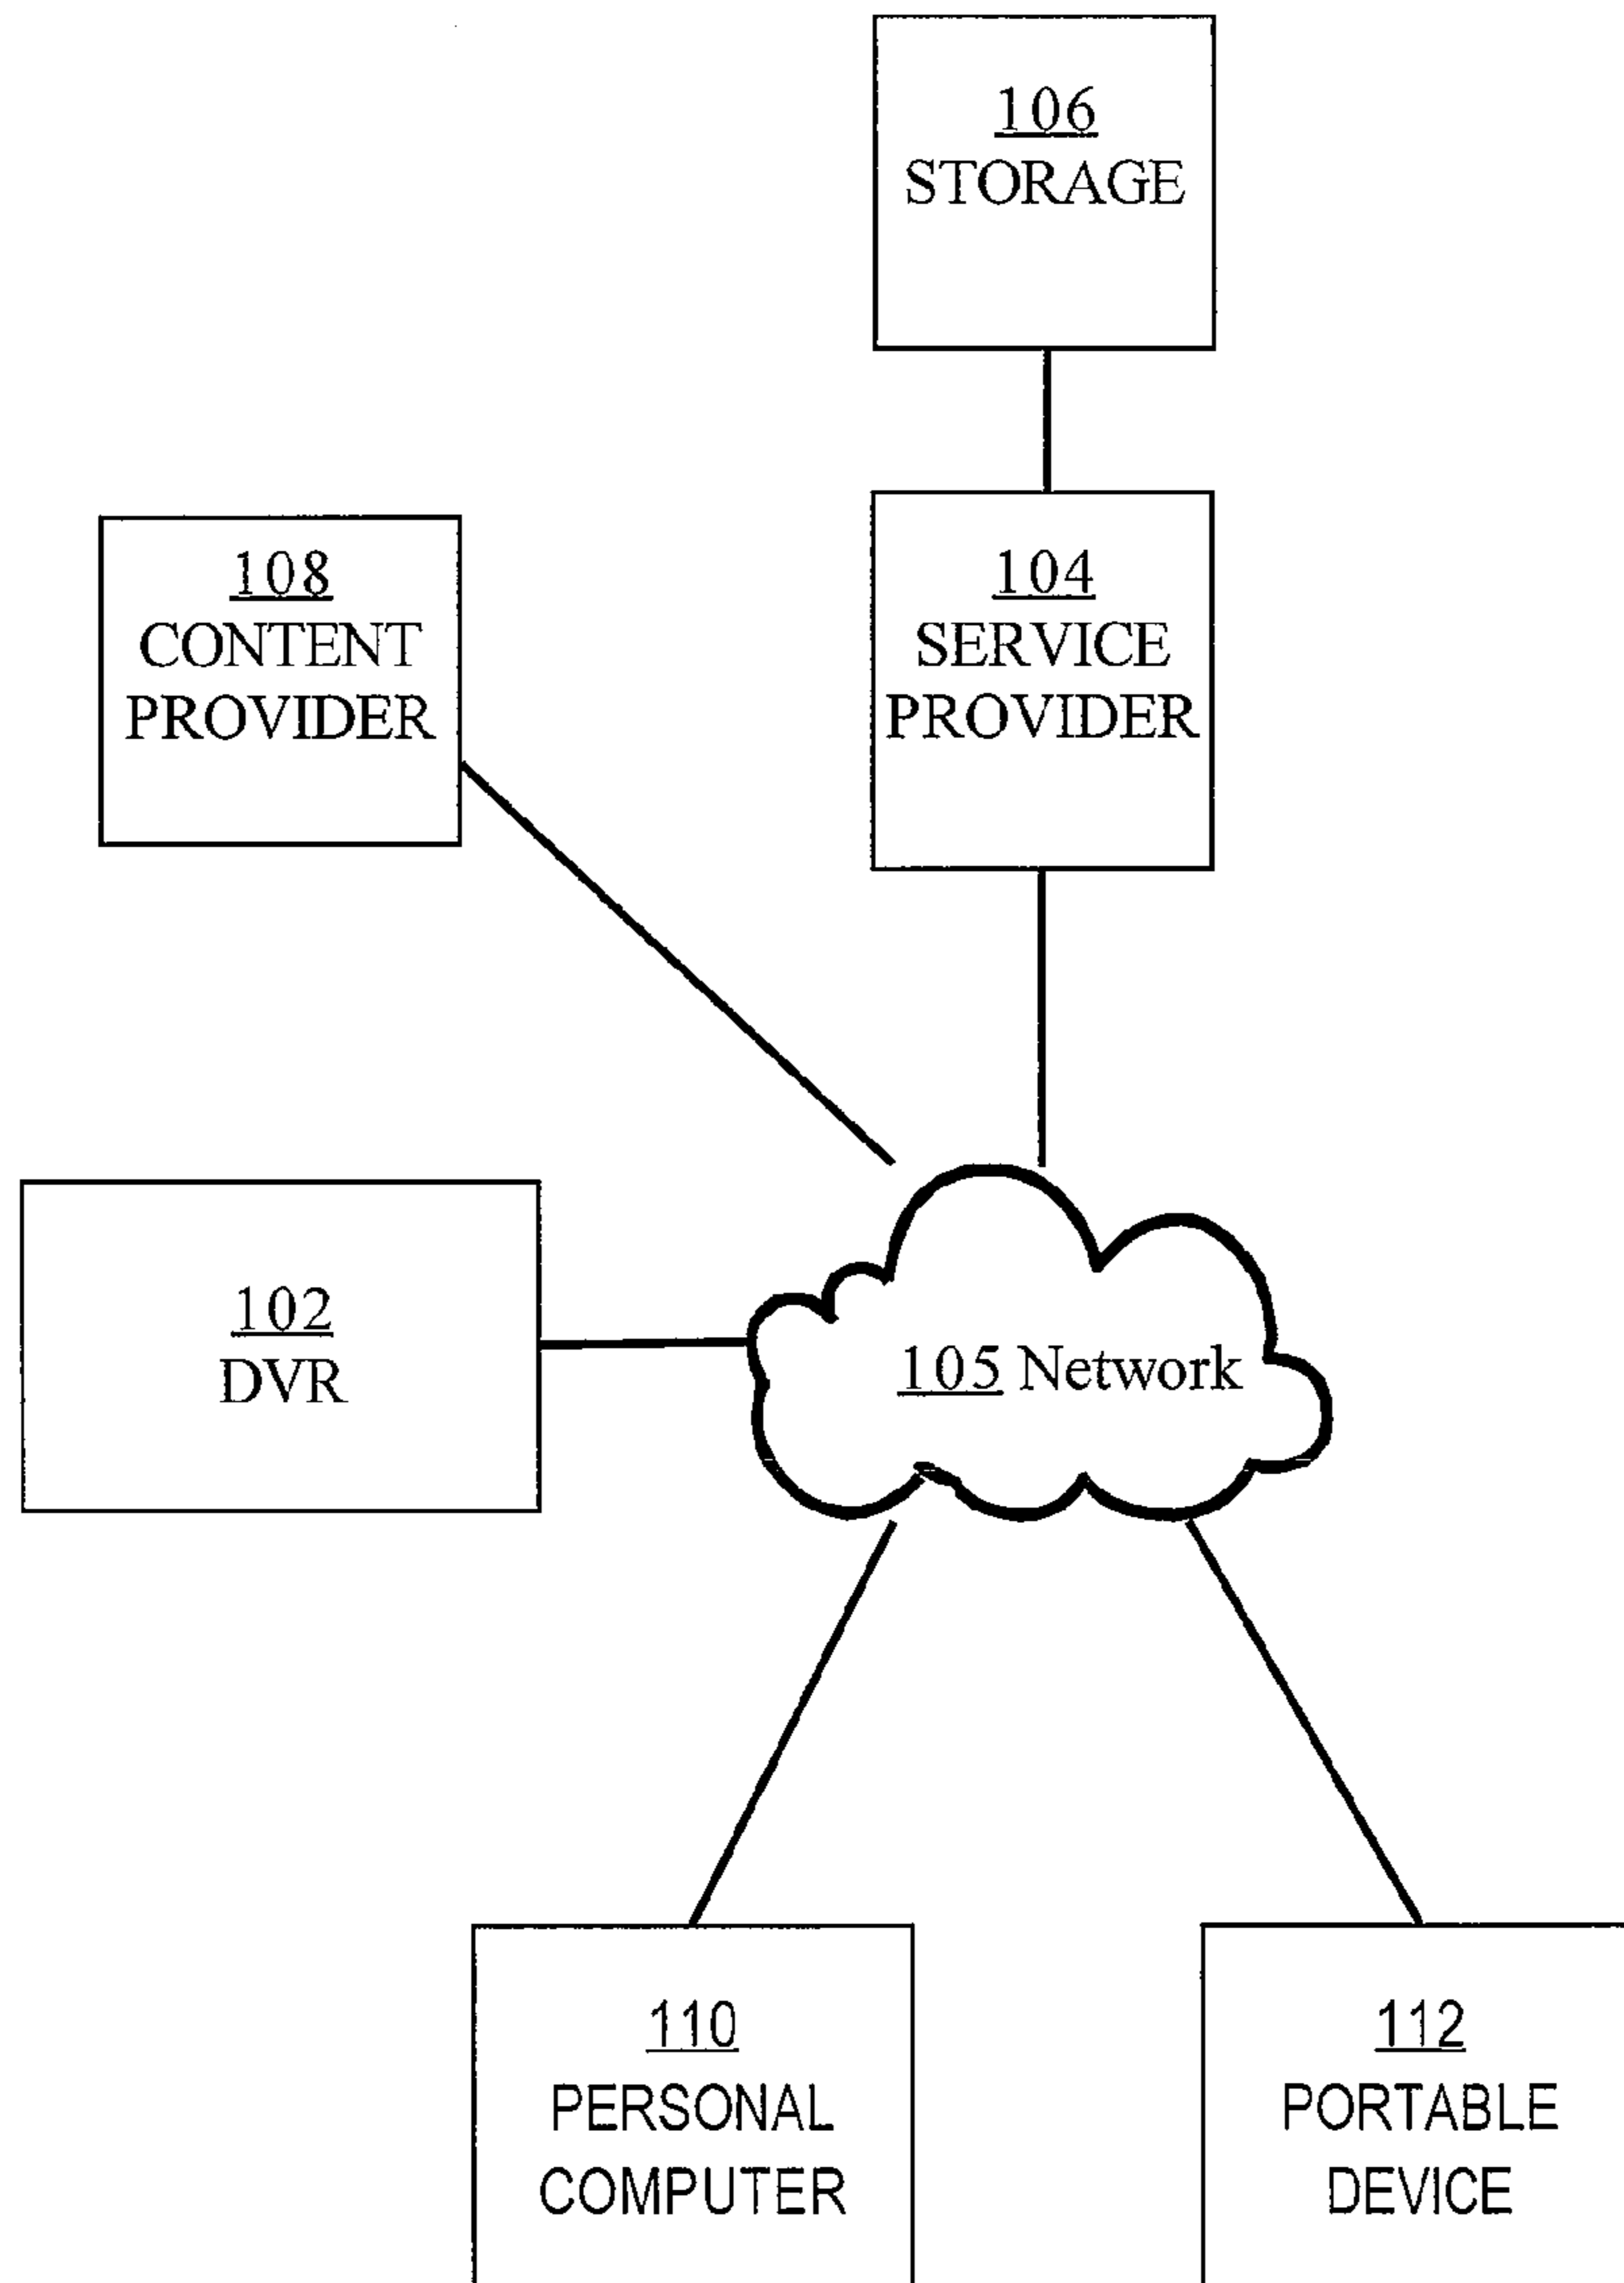 106
STORAGE
108
CONTENT
PROVIDER
104
SERVICE
PROVIDER
102
DVR
105 Network
110
PERSONAL
COMPUTER
112
PORTABLE
DEVICE